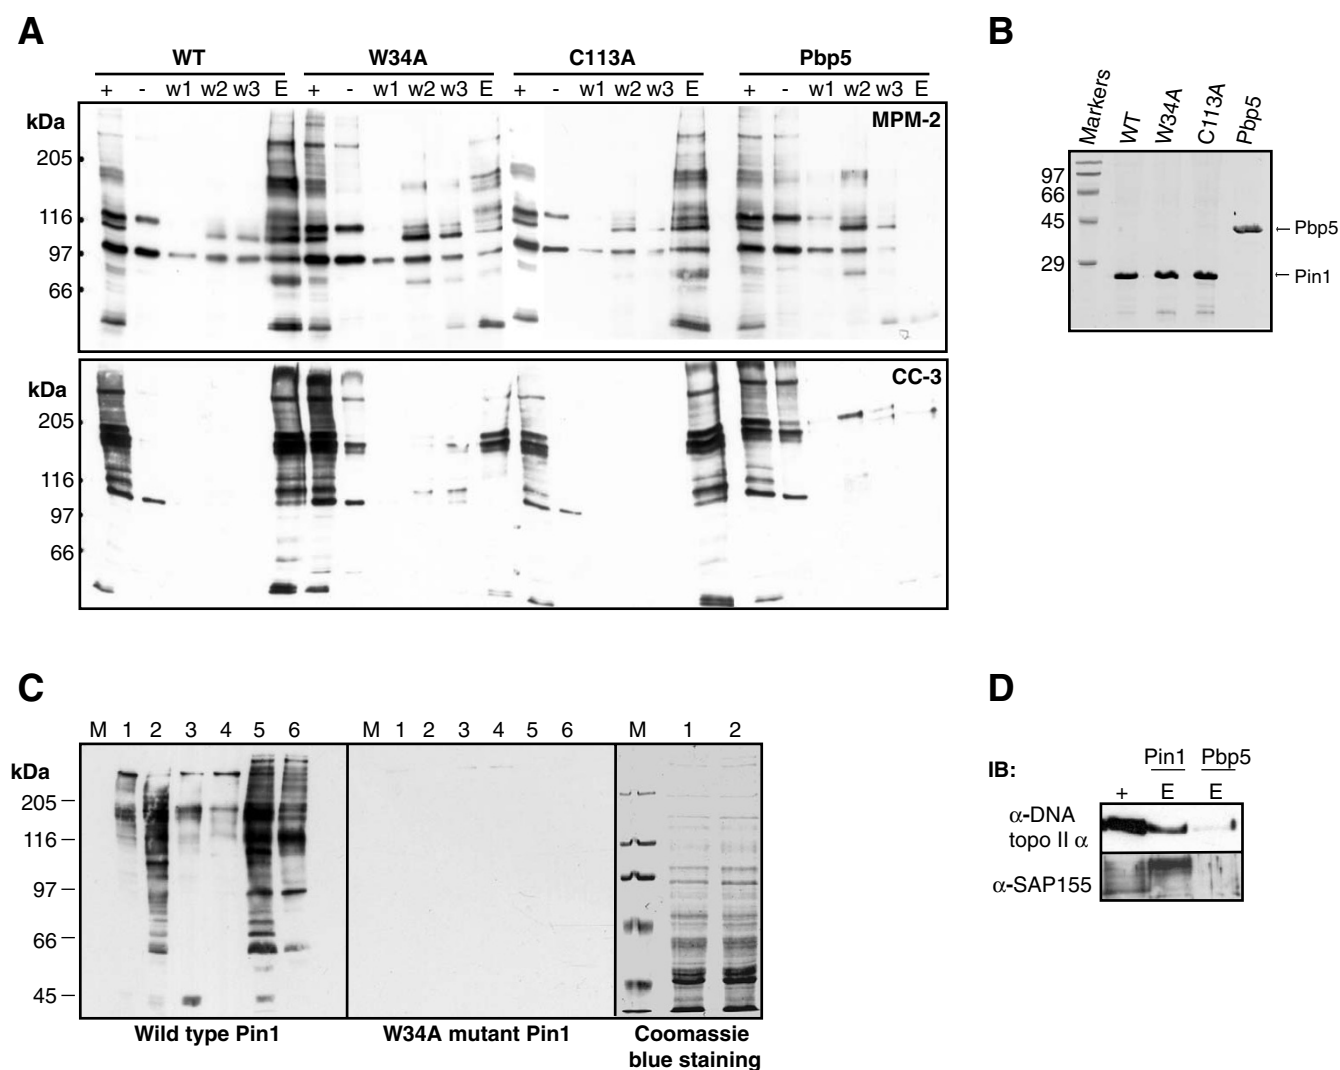 A
WT W34A C113A Pbp5
+ - w1 w2 w3 E + - w1 w2 w3 E + - w1 w2 w3 E + - w1 w2 w3 E
kDa
MPM-2
205
116
97
66
kDa
CC-3
205
116
97
66
B
Markers WT W34A C113A Pbp5
97
66
45
29
← Pbp5
← Pin1
C
M 1 2 3 4 5 6 M 1 2 3 4 5 6 M 1 2
kDa
205
116
97
66
45
Wild type Pin1 W34A mutant Pin1 Coomassie
blue staining
D
Pin1 Pbp5
IB:
+ E E
α-DNA
topo II α
α-SAP155